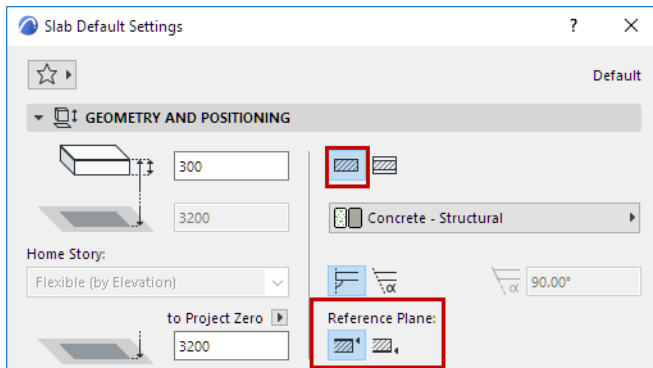 Slab Default Settings ? ×
Default
GEOMETRY AND POSITIONING
300
3200
Concrete - Structural
Home Story:
Flexible (by Elevation)
α
α 90.00°
to Project Zero
Reference Plane:
3200